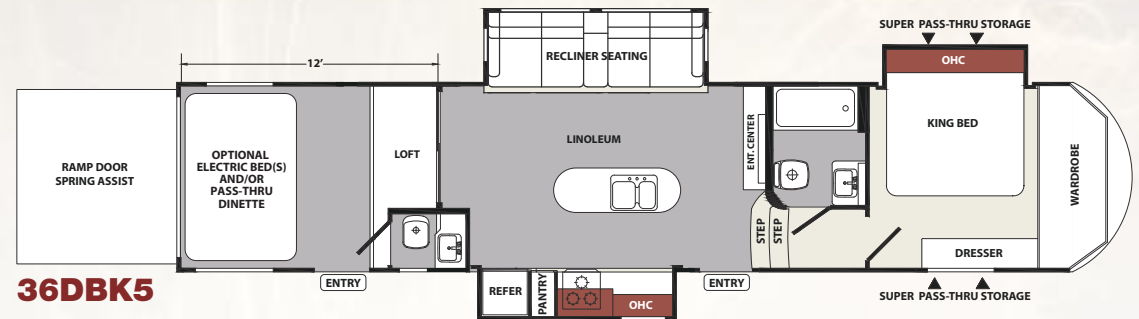 SUPER PASS-THRU STORAGE
RECLINER SEATING
12'
OHC
RAMP DOOR
SPRING ASSIST
OPTIONAL
ELECTRIC BED(S)
AND/OR
PASS-THRU
DINETTE
LOFT
LINOLEUM
ENT. CENTER
KING BED
WARDROBE
STEP
STEP
DRESSER
36DBK5
ENTRY
REFER
PANTRY
OHC
ENTRY
SUPER PASS-THRU STORAGE